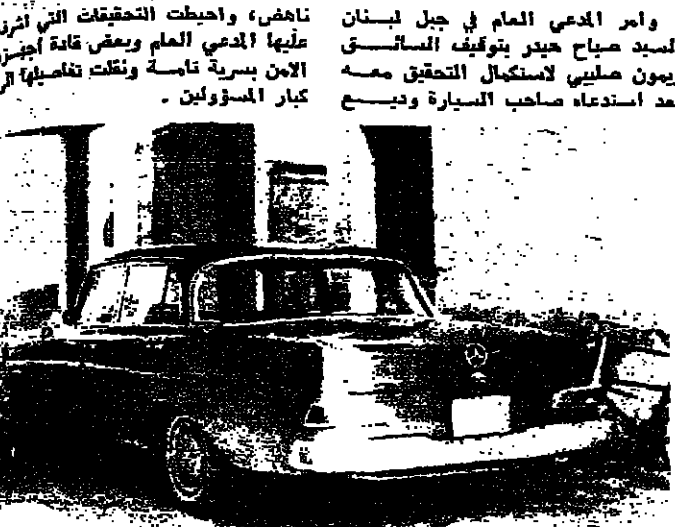 وامر المدعي العام في جبل لبنان
السيد صباح حيدر بتوقيف السائق
ريمون صليبي لاستكمال التحقيق معه
بعد استدعاء صاحب السيارة وديع
ناهض، واحيطت التحقيقات التي اشرف
عليها المدعي العام وبعض قادة اجهزة
الامن بسرية تامة ونقلت تفاصيلها الى
كبار المسؤولين .